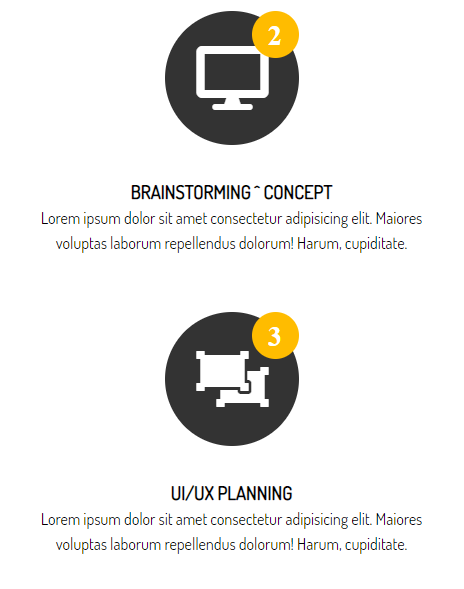 2
BRAINSTORMING ^ CONCEPT
Lorem ipsum dolor sit amet consectetur adipisicing elit. Maiores
voluptas laborum repellendus dolorum! Harum, cupiditate.
3
UI/UX PLANNING
Lorem ipsum dolor sit amet consectetur adipisicing elit. Maiores
voluptas laborum repellendus dolorum! Harum, cupiditate.